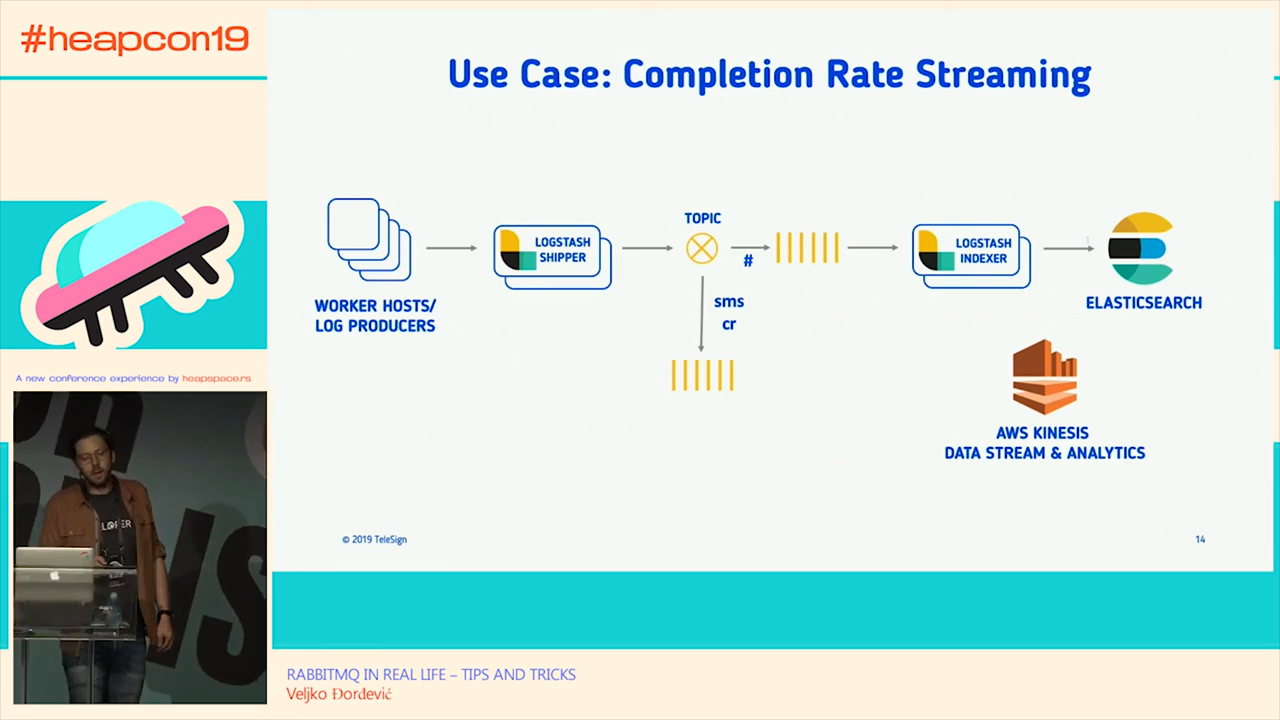 #heapcon19
A new conference experience by heapspace.rs
Use Case: Completion Rate Streaming
WORKER HOSTS/
LOG PRODUCERS
LOGSTASH
SHIPPER
TOPIC
#
sms
cr
LOGSTASH
INDEXER
ELASTICSEARCH
AWS KINESIS
DATA STREAM & ANALYTICS
© 2019 TeleSign
14
RABBITMQ IN REAL LIFE – TIPS AND TRICKS
Veljko Đorđević